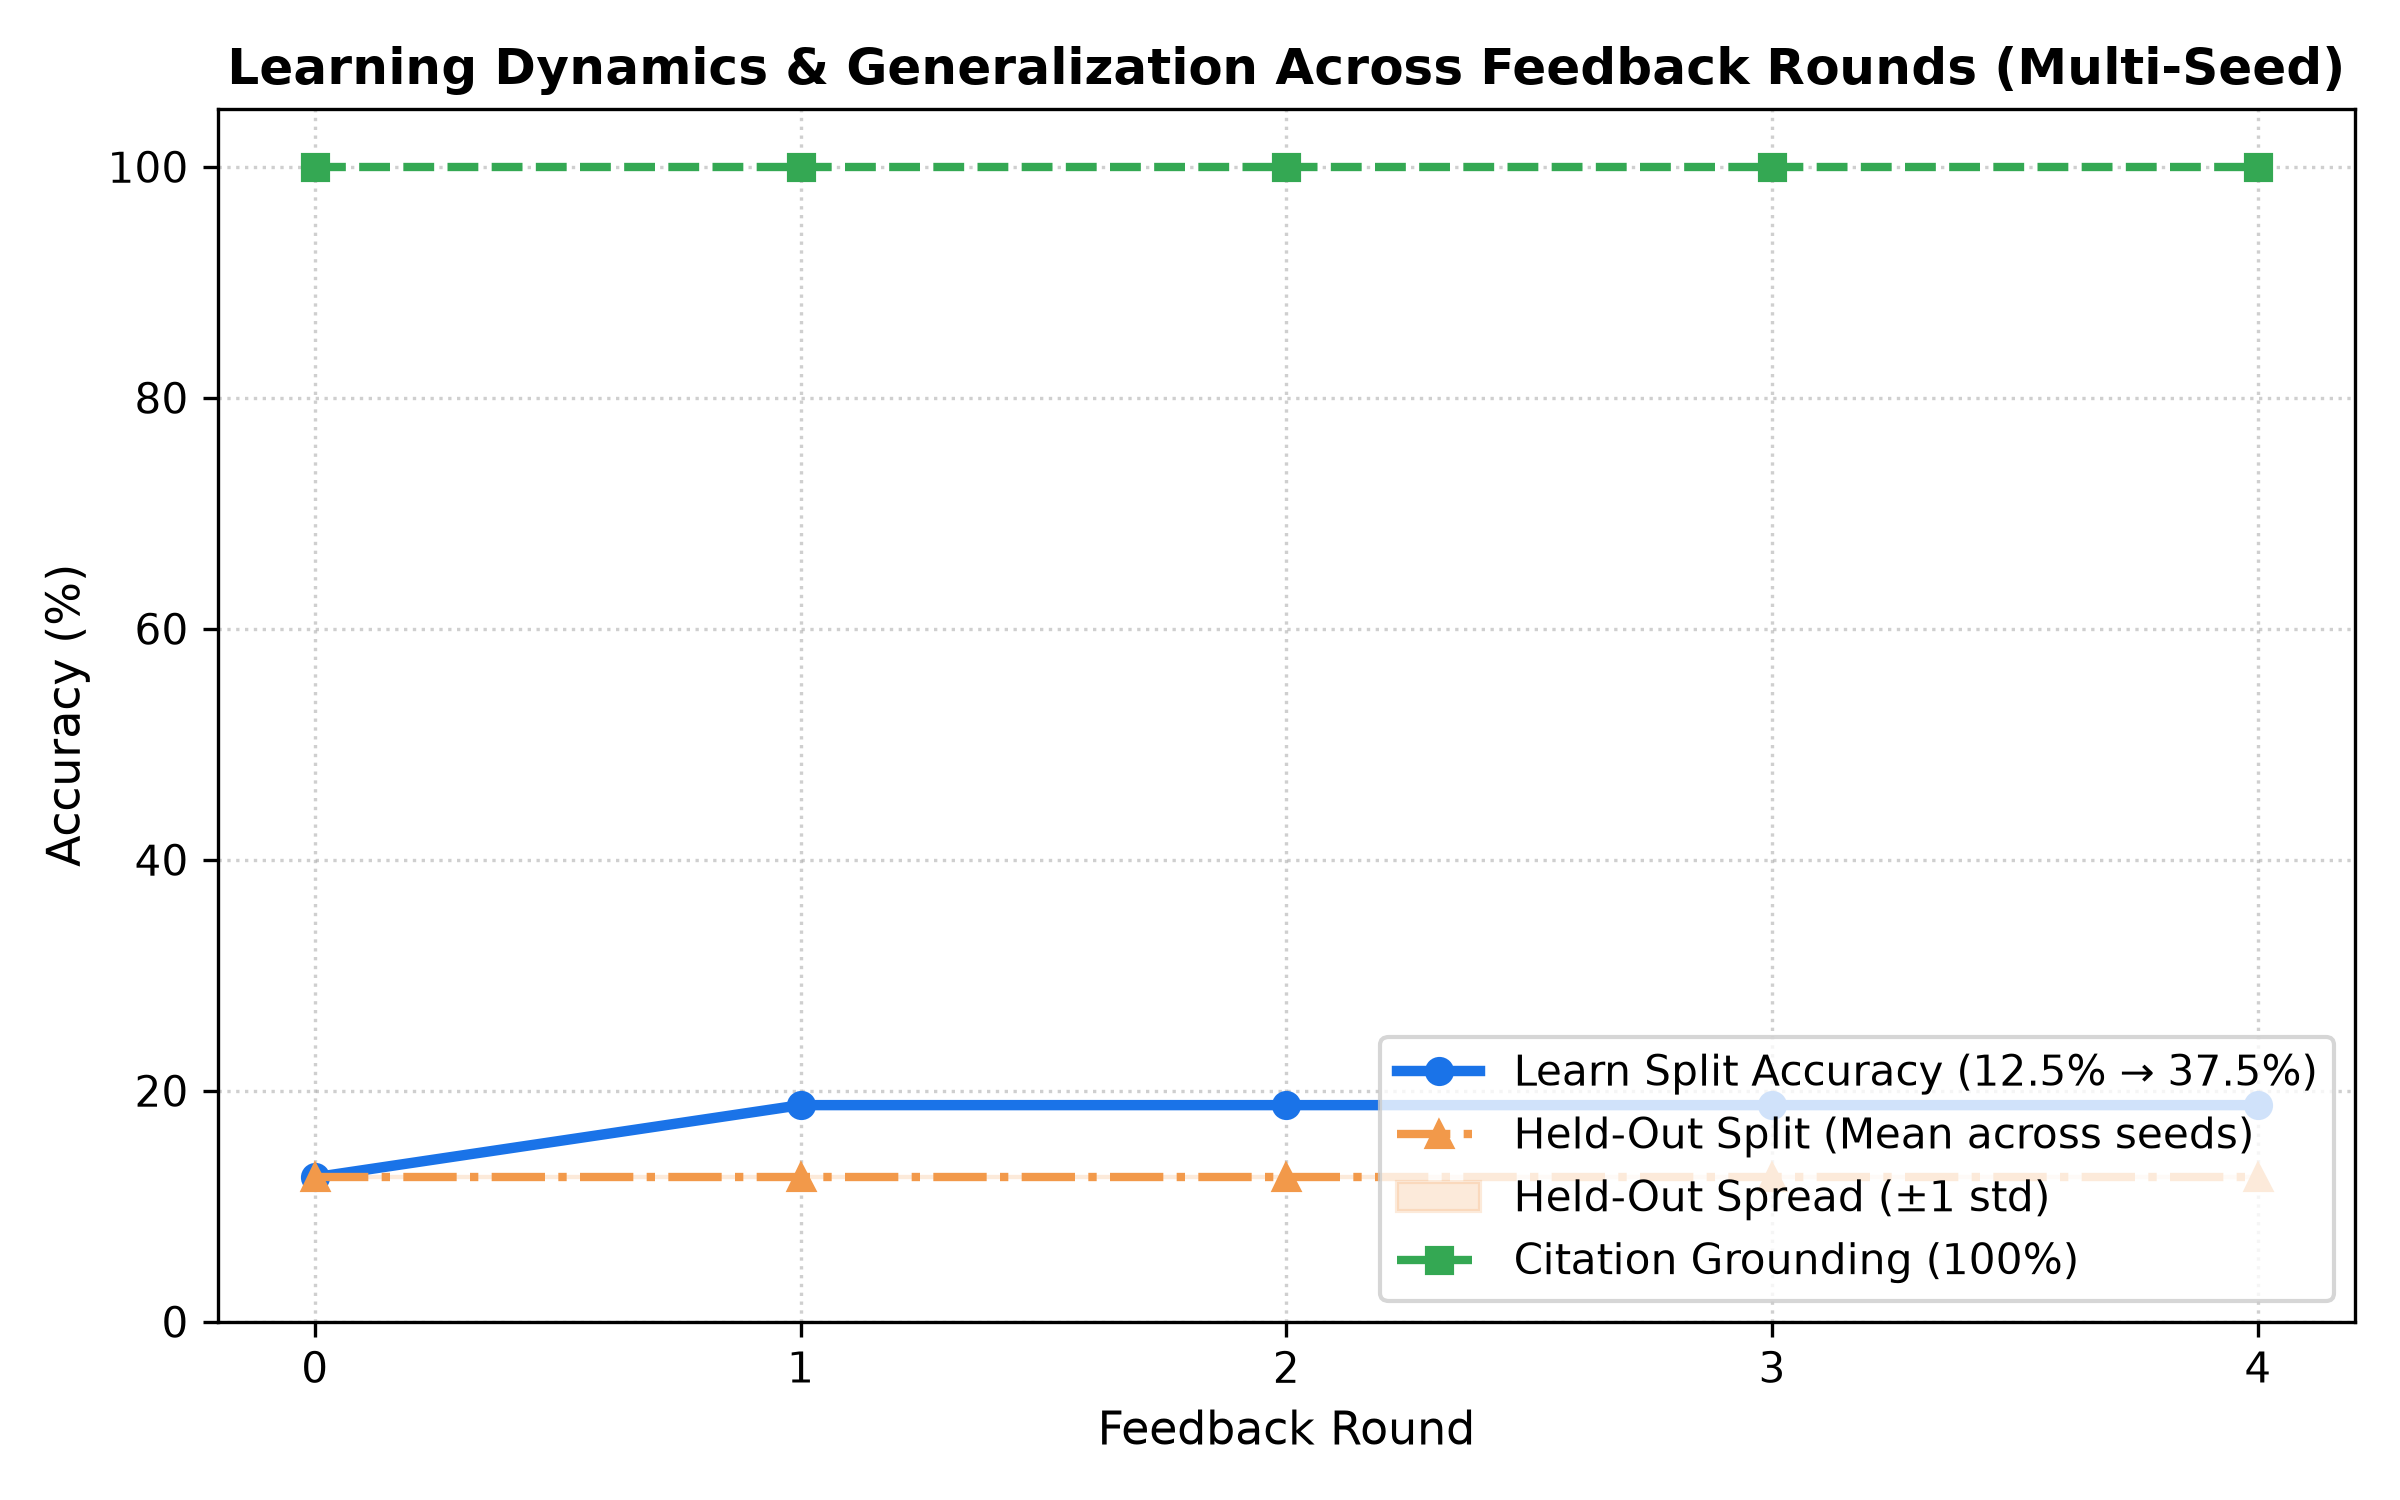 Learning Dynamics & Generalization Across Feedback Rounds (Multi-Seed)
100
80
60
40
20
0
Accuracy (%)
Learn Split Accuracy (12.5% → 37.5%)
Held-Out Split (Mean across seeds)
Held-Out Spread (±1 std)
Citation Grounding (100%)
0 1 2 3 4
Feedback Round